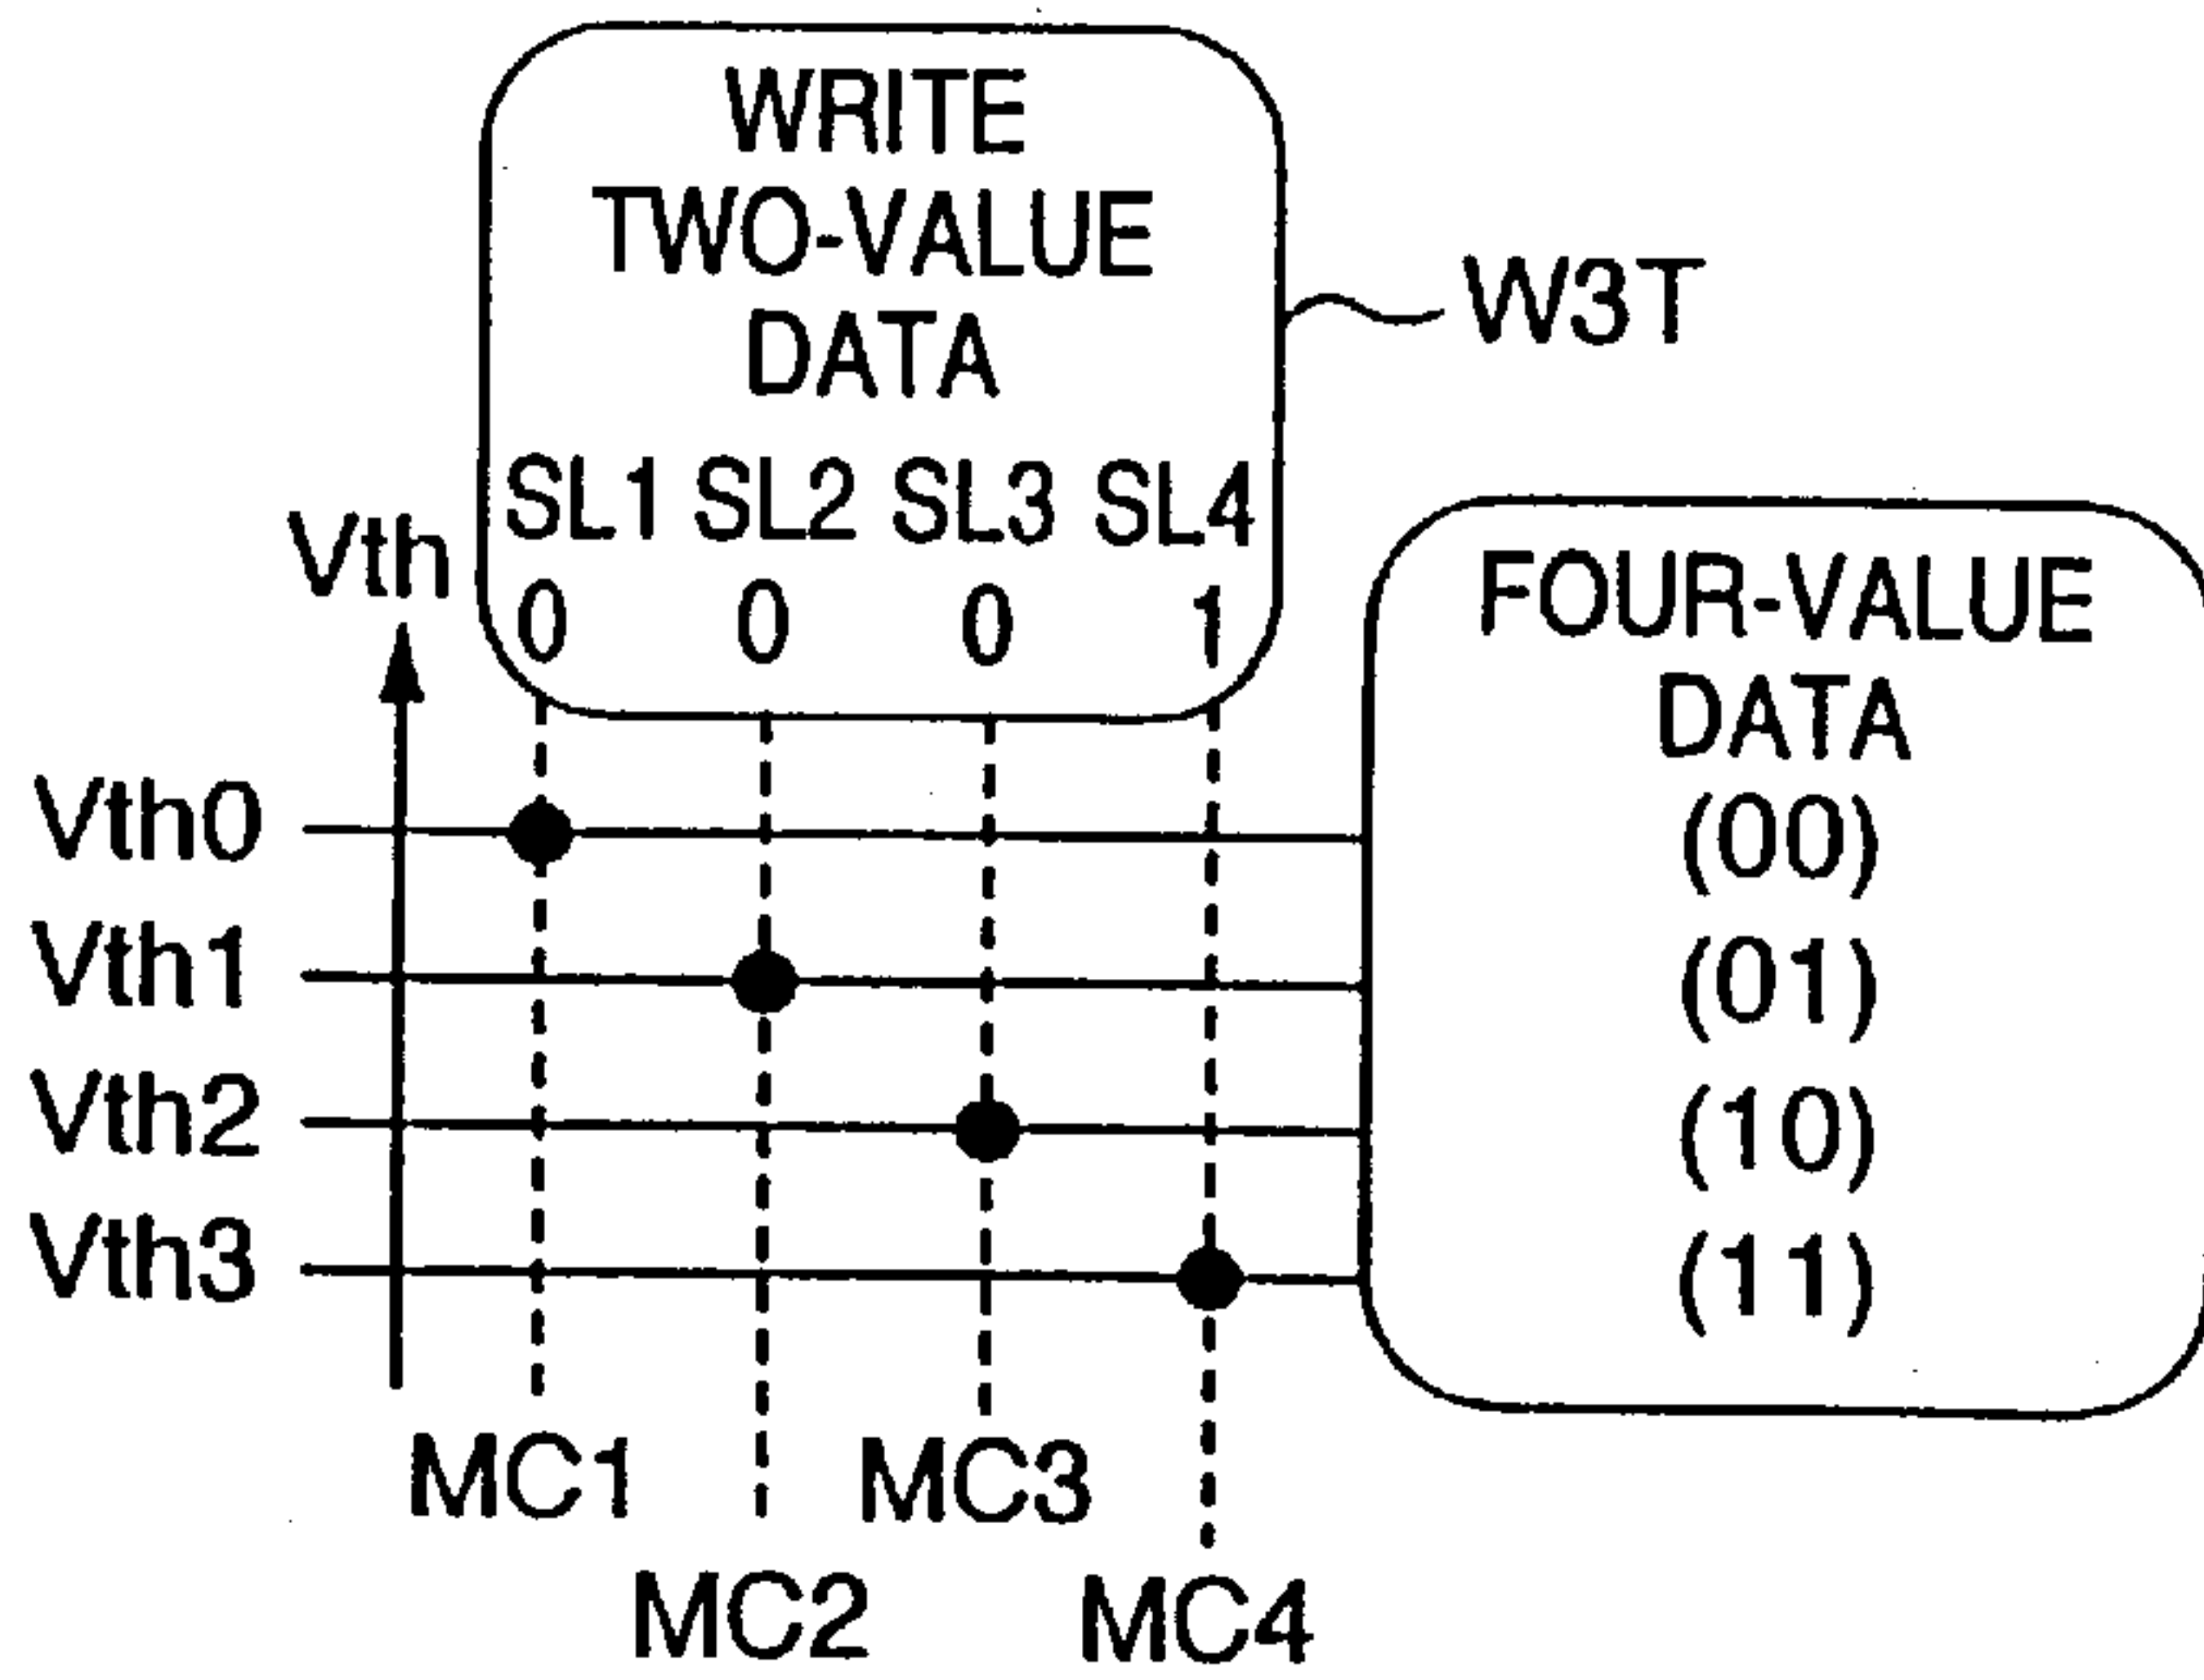 WRITE
TWO-VALUE
DATA
W3T
SL1 SL2 SL3 SL4
0 0 0 1
Vth
FOUR-VALUE
DATA
Vth0
(00)
Vth1
(01)
Vth2
(10)
Vth3
(11)
MC1
MC3
MC2
MC4